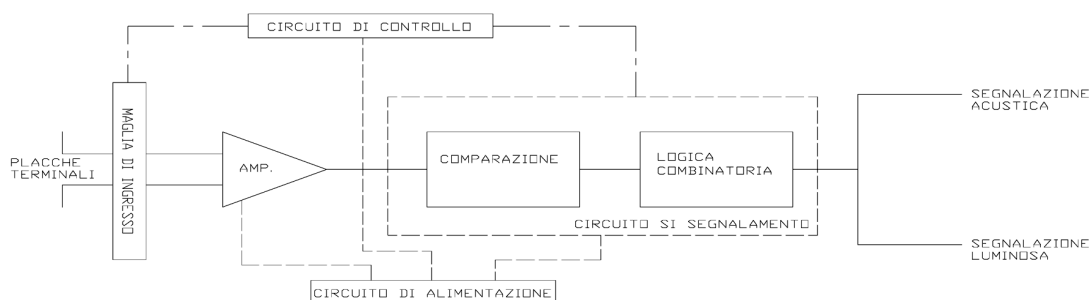 CIRCUITO DI CONTROLLO
MAGLIA DI INGRESSO
PLACCHE
TERMINALI
AMP.
COMPARAZIONE
LOGICA
COMBINATORIA
CIRCUITO SI SEGNALAMENTO
SEGNALAZIONE
ACUSTICA
SEGNALAZIONE
LUMINOSA
CIRCUITO DI ALIMENTAZIONE